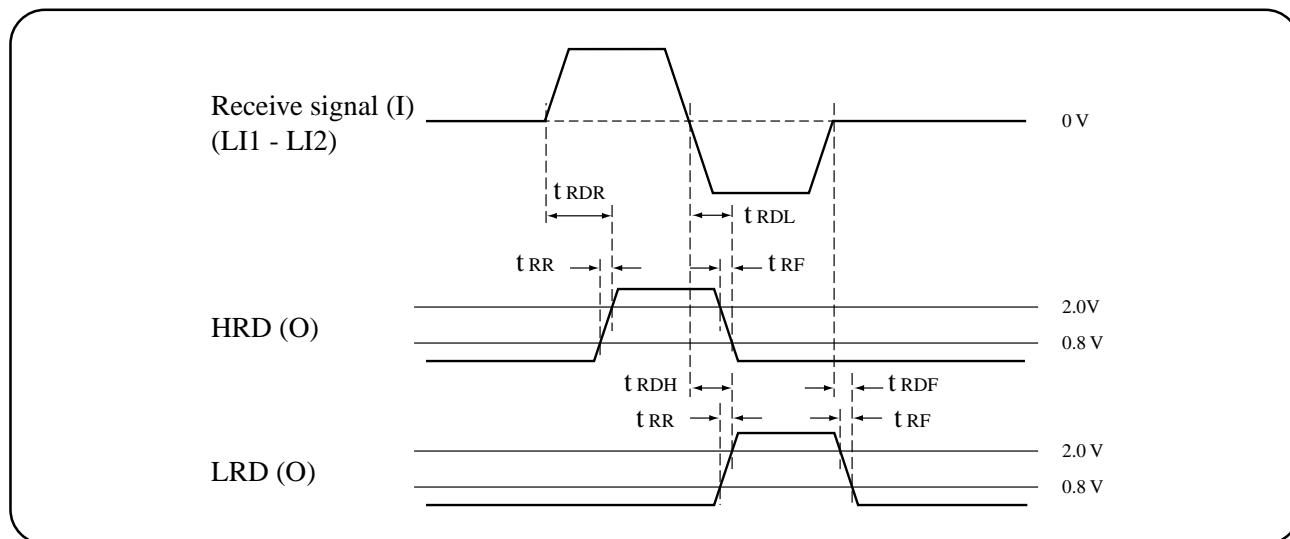 Receive signal (I)
(LI1 - LI2)
0 V
t RDR
t RDL
t RR
t RF
HRD (O)
2.0V
0.8 V
t RDH
t RDF
t RR
t RF
LRD (O)
2.0 V
0.8 V